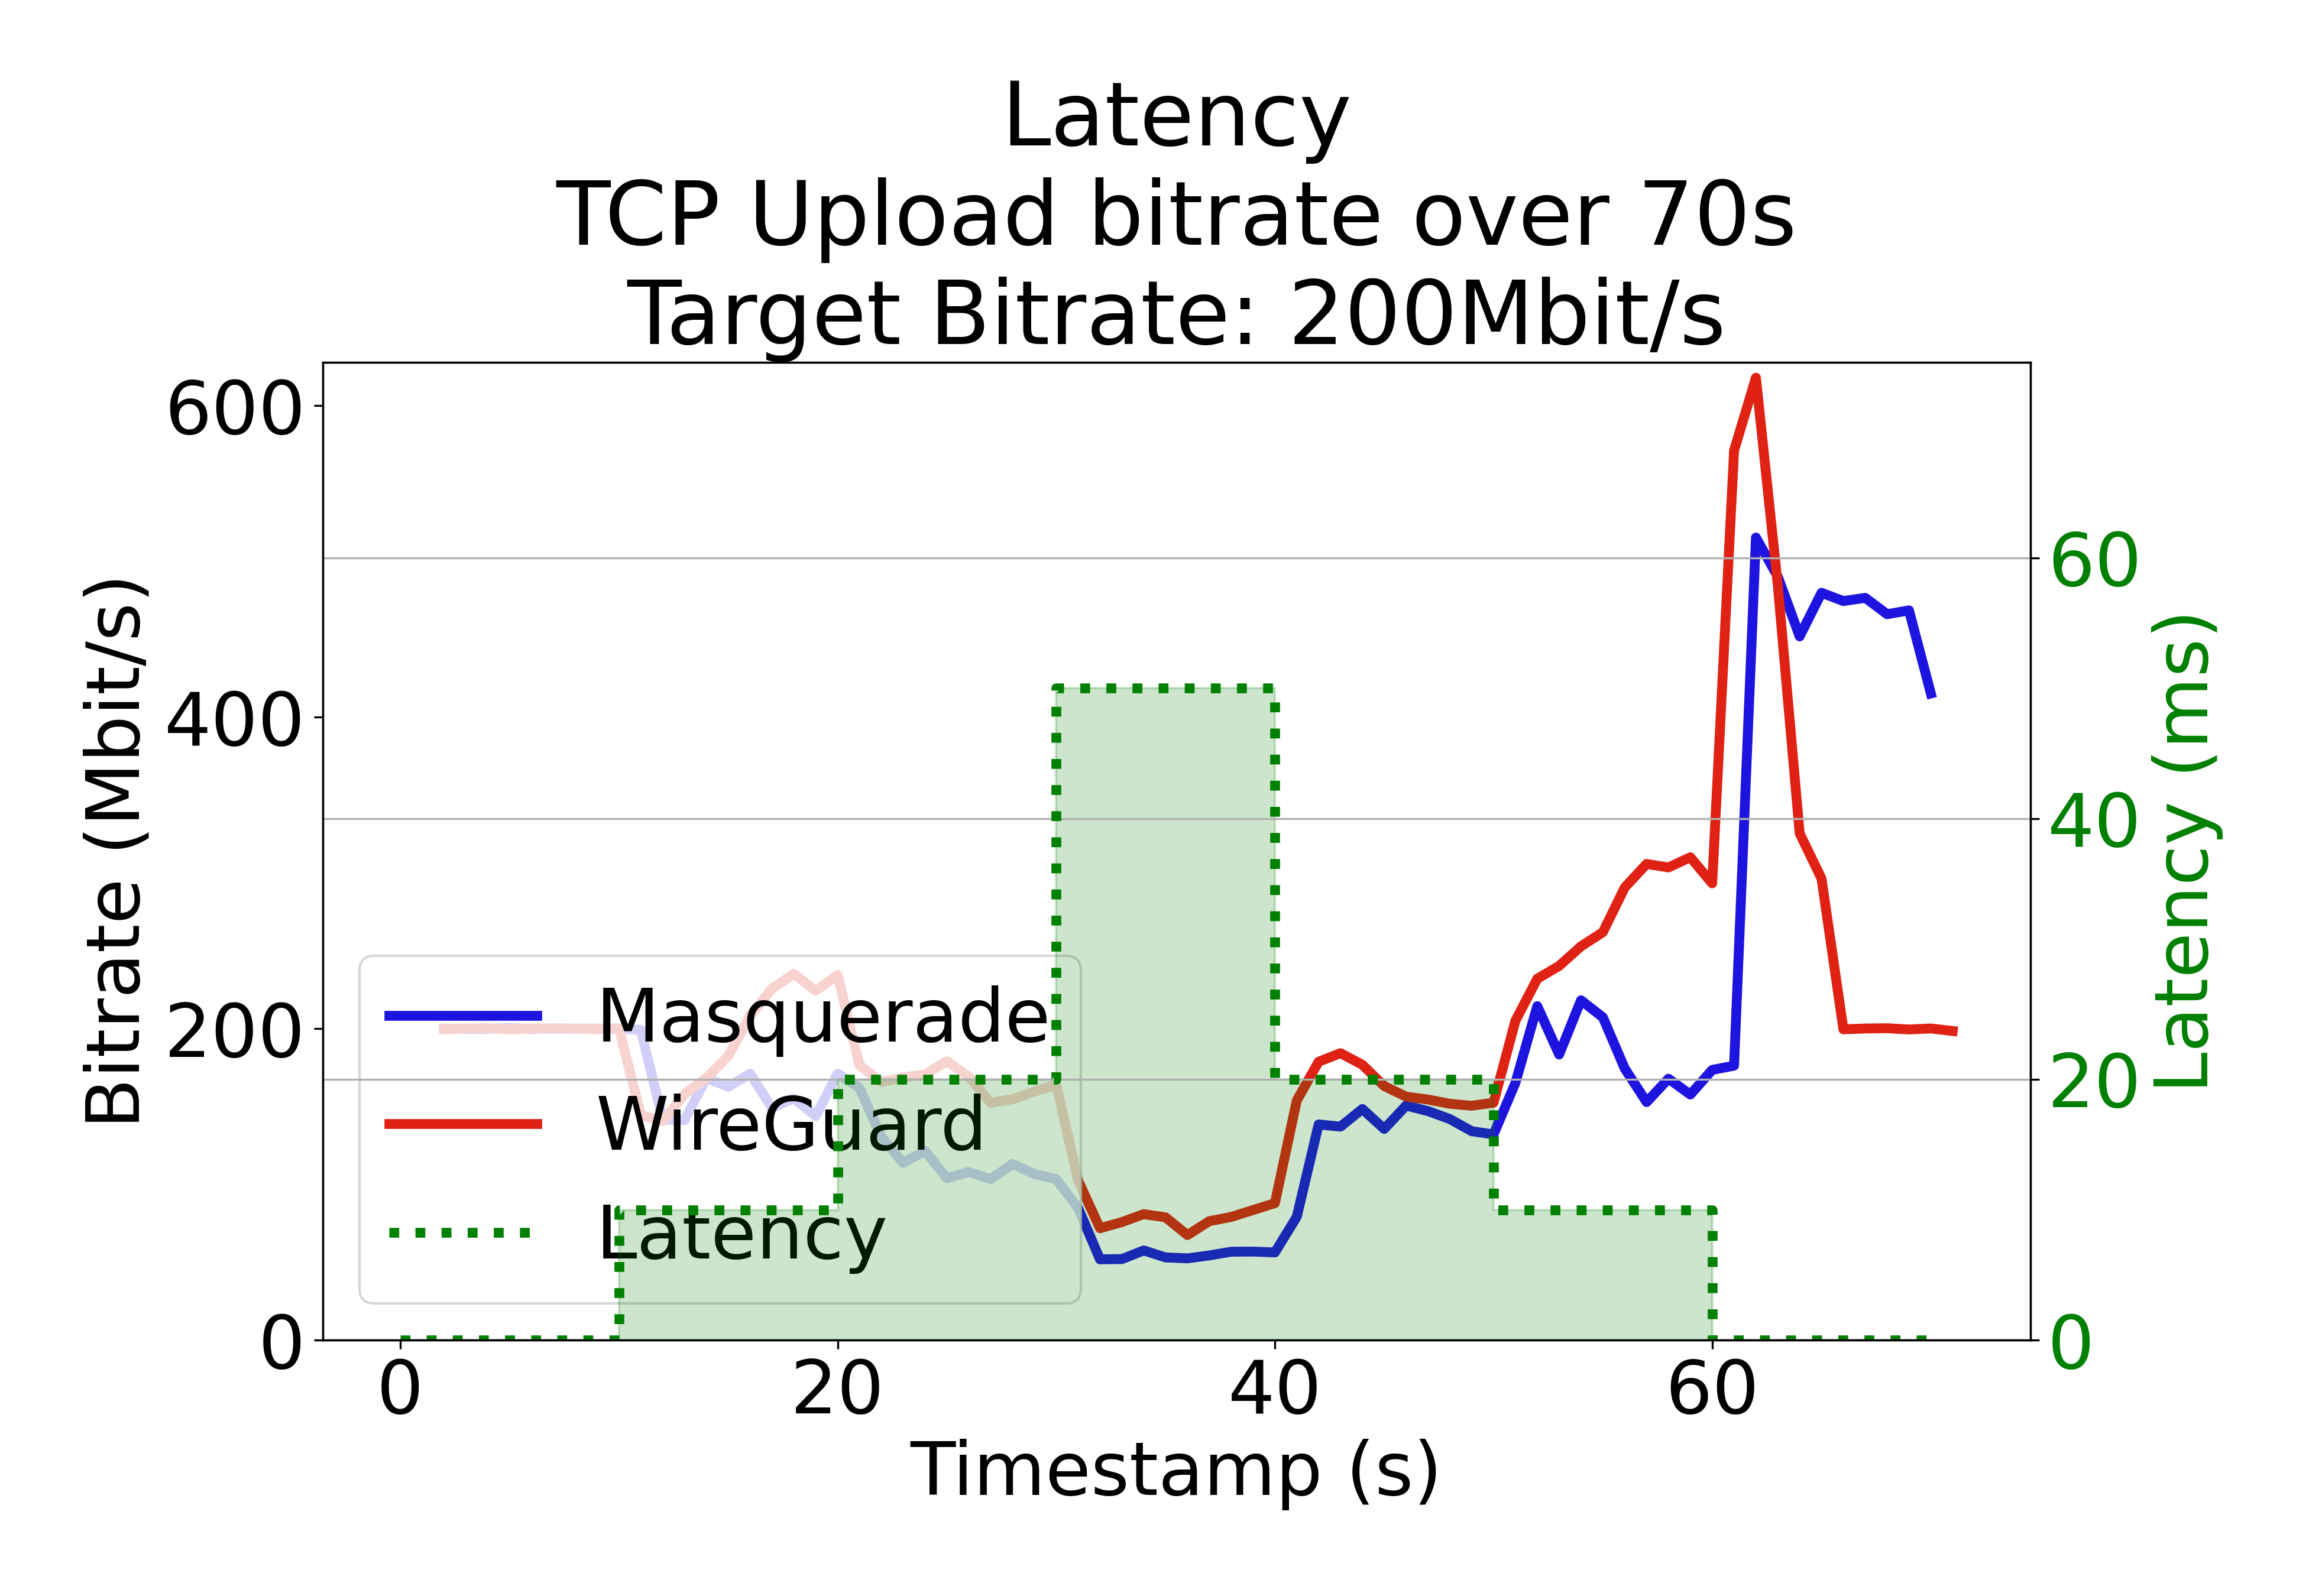 Latency
TCP Upload bitrate over 70s
Target Bitrate: 200Mbit/s
600
400
200
0
Bitrate (Mbit/s)
60
40
20
0
Latency (ms)
Masquerade
WireGuard
Latency
0 20 40 60
Timestamp (s)